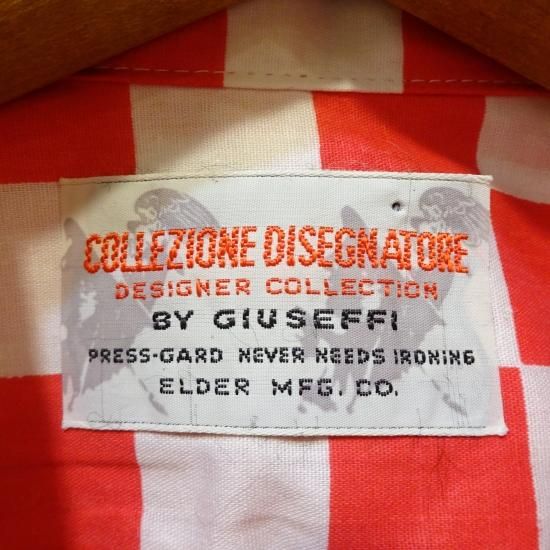 COLLEZIONE DISEGNATORE
DESIGNER COLLECTION
BY GIUSEFFI
PRESS-GARD NEVER NEEDS IRONING
ELDER MFG. CO.